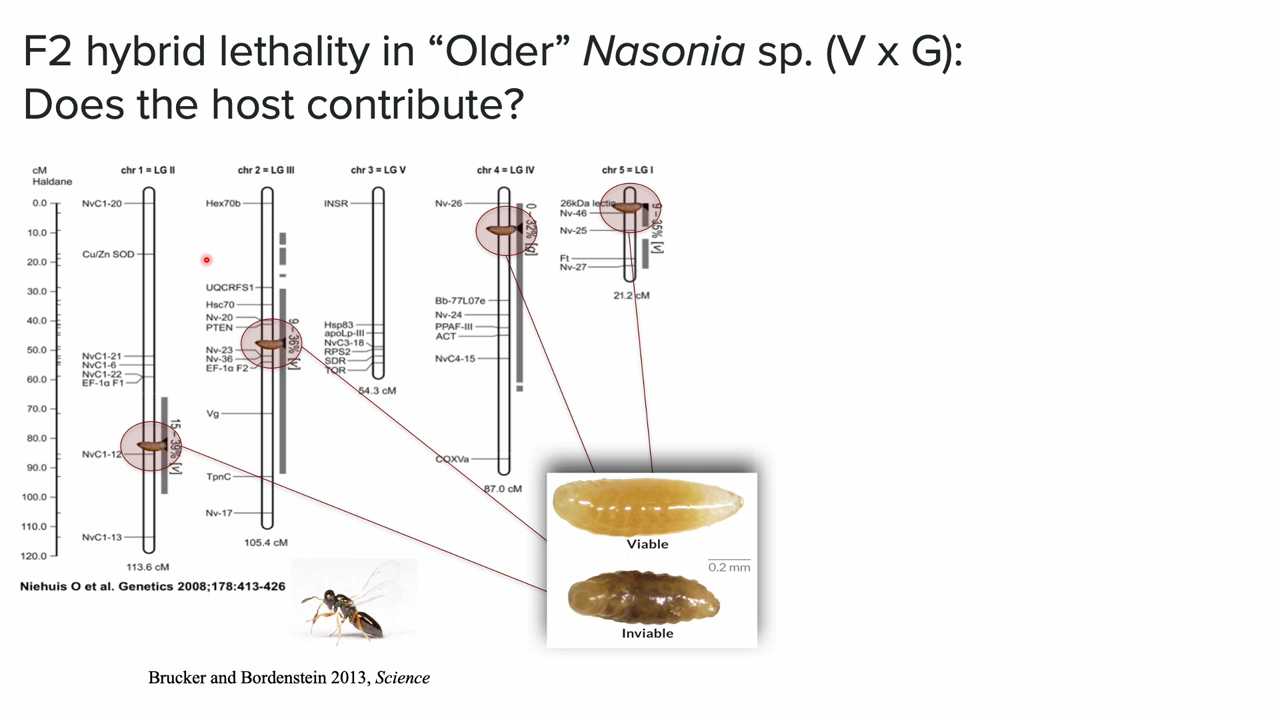 F2 hybrid lethality in “Older” Nasonia sp. (V x G):
Does the host contribute?
cM
Haldane
0.0
10.0
20.0
30.0
40.0
50.0
60.0
70.0
80.0
90.0
100.0
110.0
120.0
chr 1 = LG II
NvC1-20
Cu/Zn SOD
NvC1-21
NvC1-6
NvC1-22
EF-1α F1
NvC1-12
NvC1-13
15 – 39% [v]
113.6 cM
chr 2 = LG III
Hex70b
UQCRFS1
Hsc70
Nv-20
PTEN
Nv-23
Nv-36
EF-1α F2
Vg
TpnC
Nv-17
9 – 36% [v]
105.4 cM
chr 3 = LG V
INSR
Hsp83
apoLp-III
NvC3-18
RPS2
SDR
TOR
54.3 cM
chr 4 = LG IV
Nv-26
Bb-77L07e
Nv-24
PPAF-III
ACT
NvC4-15
COXVa
0 – 32% [g]
87.0 cM
chr 5 = LG I
26kDa lectin
Nv-46
Nv-25
Ft
Nv-27
9 – 35% [v]
21.2 cM
Viable
0.2 mm
Inviable
Niehuis O et al. Genetics 2008;178:413-426
Brucker and Bordenstein 2013, Science